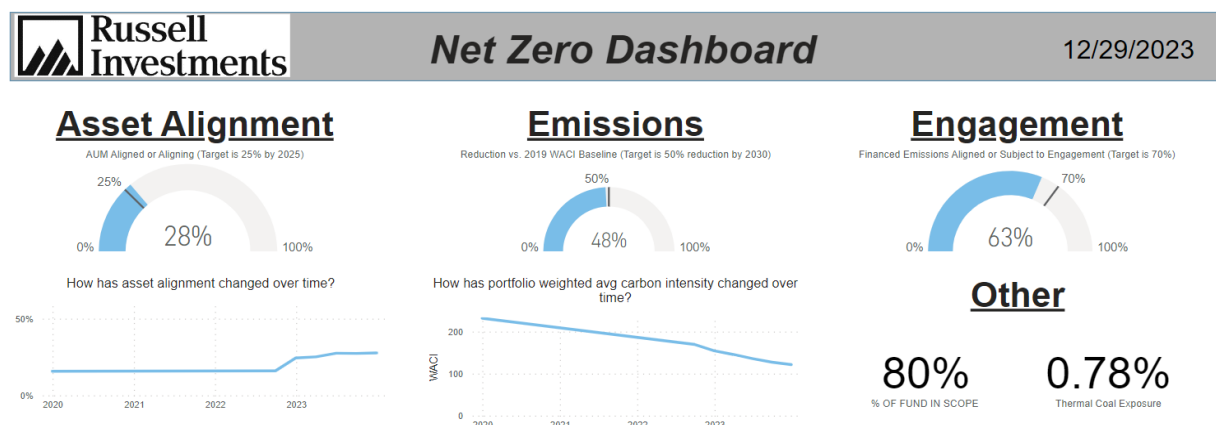 Russell
Investments
Net Zero Dashboard
12/29/2023
Asset Alignment
AUM Aligned or Aligning (Target is 25% by 2025)
25%
0%
28%
100%
How has asset alignment changed over time?
50%
0%
2020
2021
2022
2023
Emissions
Reduction vs. 2019 WACI Baseline (Target is 50% reduction by 2030)
50%
0%
48%
100%
How has portfolio weighted avg carbon intensity changed over
time?
WACI
200
100
0
2020
2021
2022
2023
Engagement
Financed Emissions Aligned or Subject to Engagement (Target is 70%)
70%
0%
63%
100%
Other
80%
% OF FUND IN SCOPE
0.78%
Thermal Coal Exposure